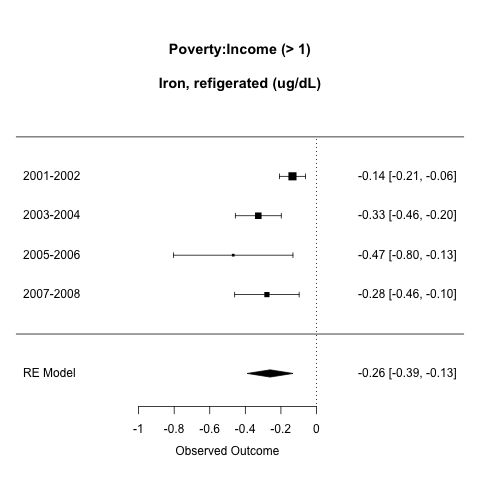 Poverty:Income (> 1)
Iron, refigerated (ug/dL)
2001-2002 -0.14 [-0.21, -0.06]
2003-2004 -0.33 [-0.46, -0.20]
2005-2006 -0.47 [-0.80, -0.13]
2007-2008 -0.28 [-0.46, -0.10]
RE Model -0.26 [-0.39, -0.13]
-1 -0.8 -0.6 -0.4 -0.2 0
Observed Outcome